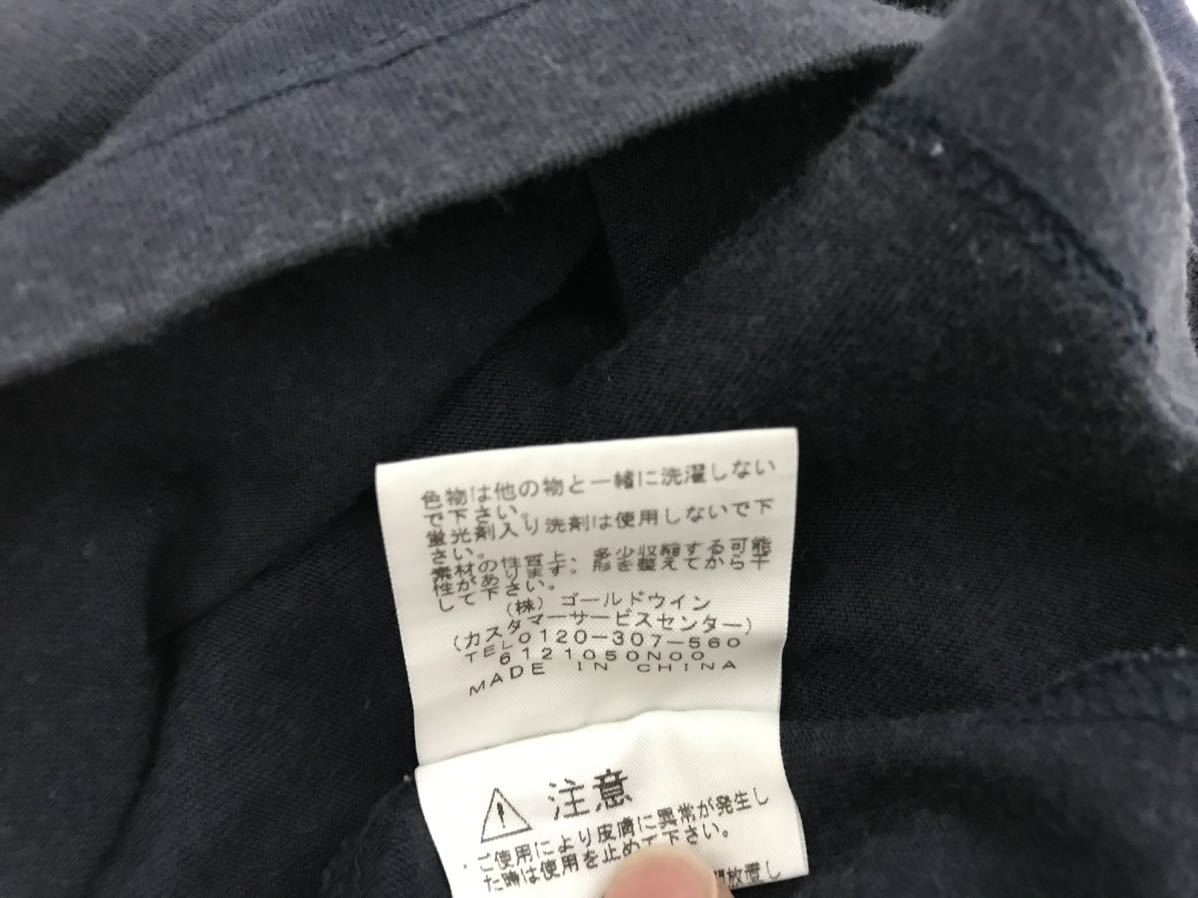 色物は他の物と一緒に洗濯しない
で下さい。
蛍光剤入り洗剤は使用しないで下
さい。
素材の性質上、多少収縮する可能
性があります。形を整えてから干
して下さい。
(株)ゴールドウイン
(カスタマーサービスセンター)
TEL0120-307-560
6121050N00
MADE IN CHINA
注意
・ご使用により皮膚に異常が発生し
た時は使用を止めて下さい。
放置し